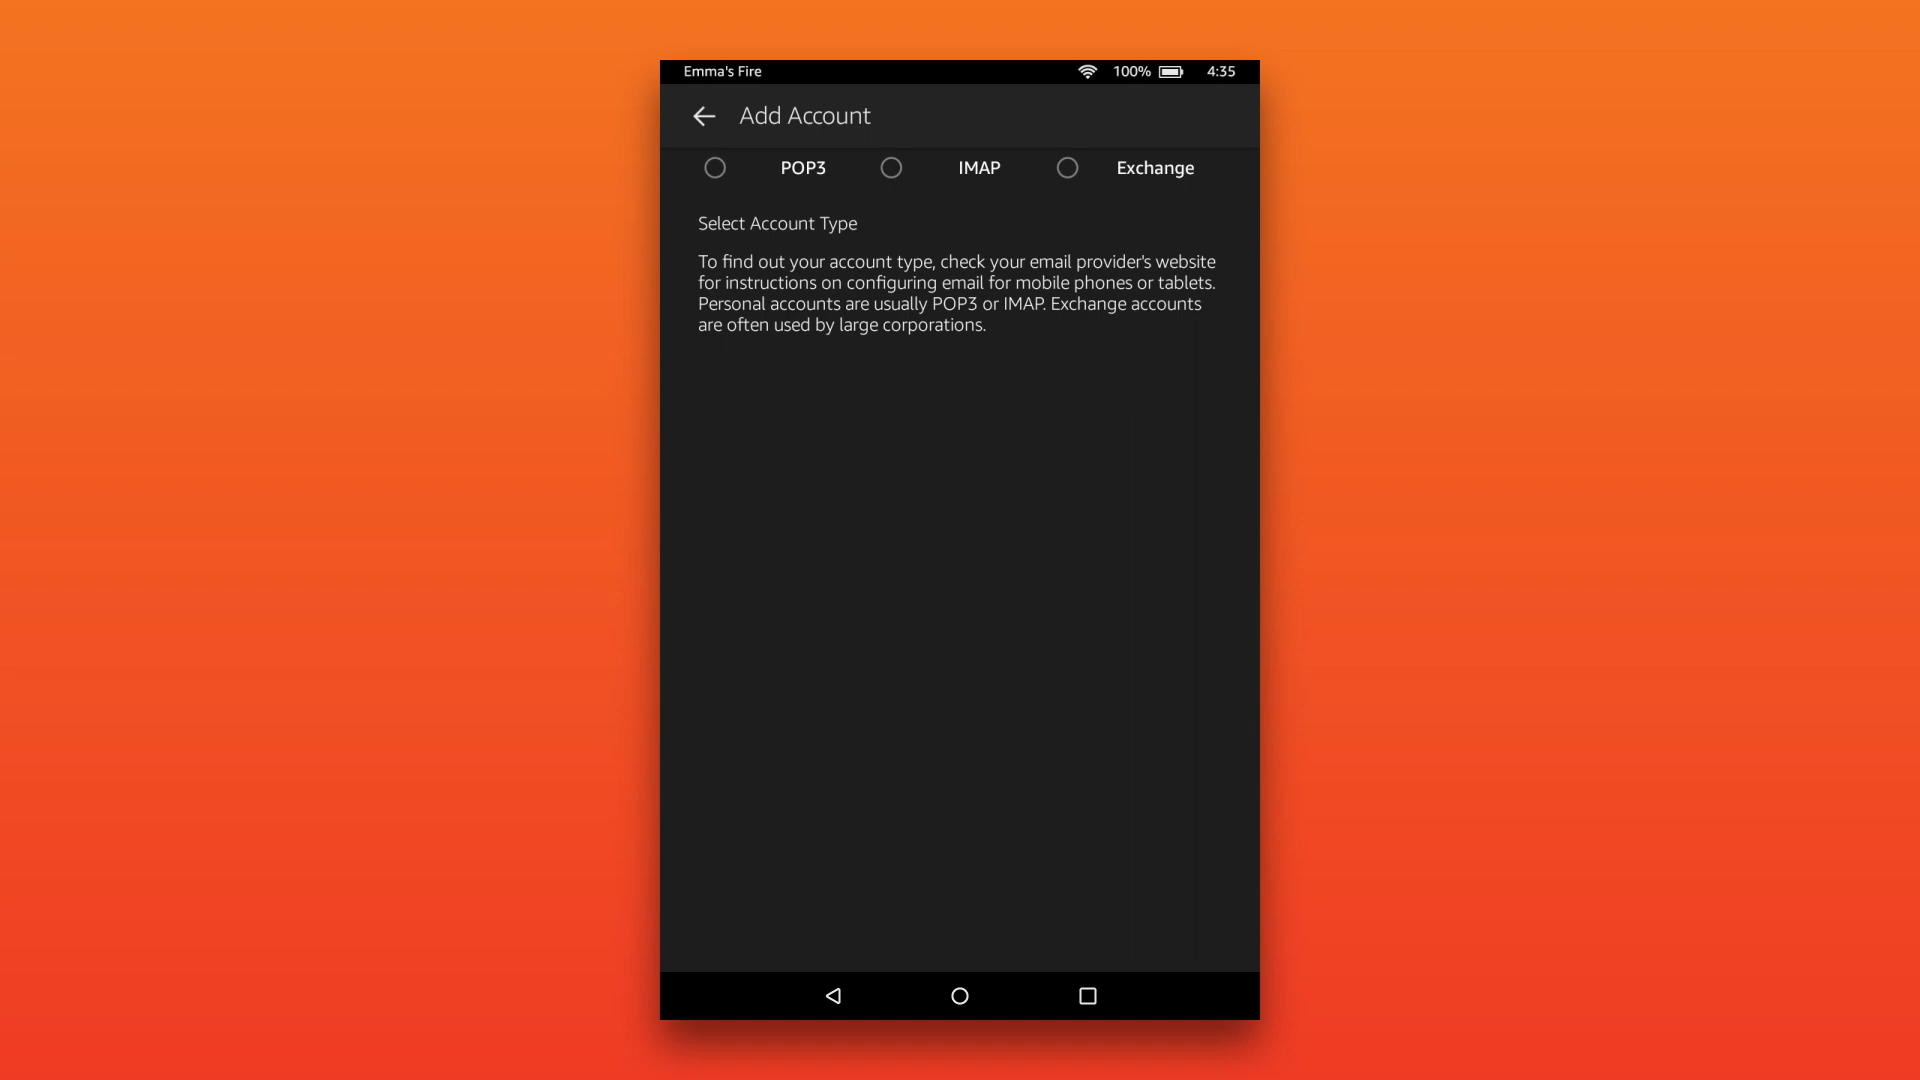 Emma's Fire 100% 4:35
Add Account
POP3 IMAP Exchange
Select Account Type
To find out your account type, check your email provider's website
for instructions on configuring email for mobile phones or tablets.
Personal accounts are usually POP3 or IMAP. Exchange accounts
are often used by large corporations.